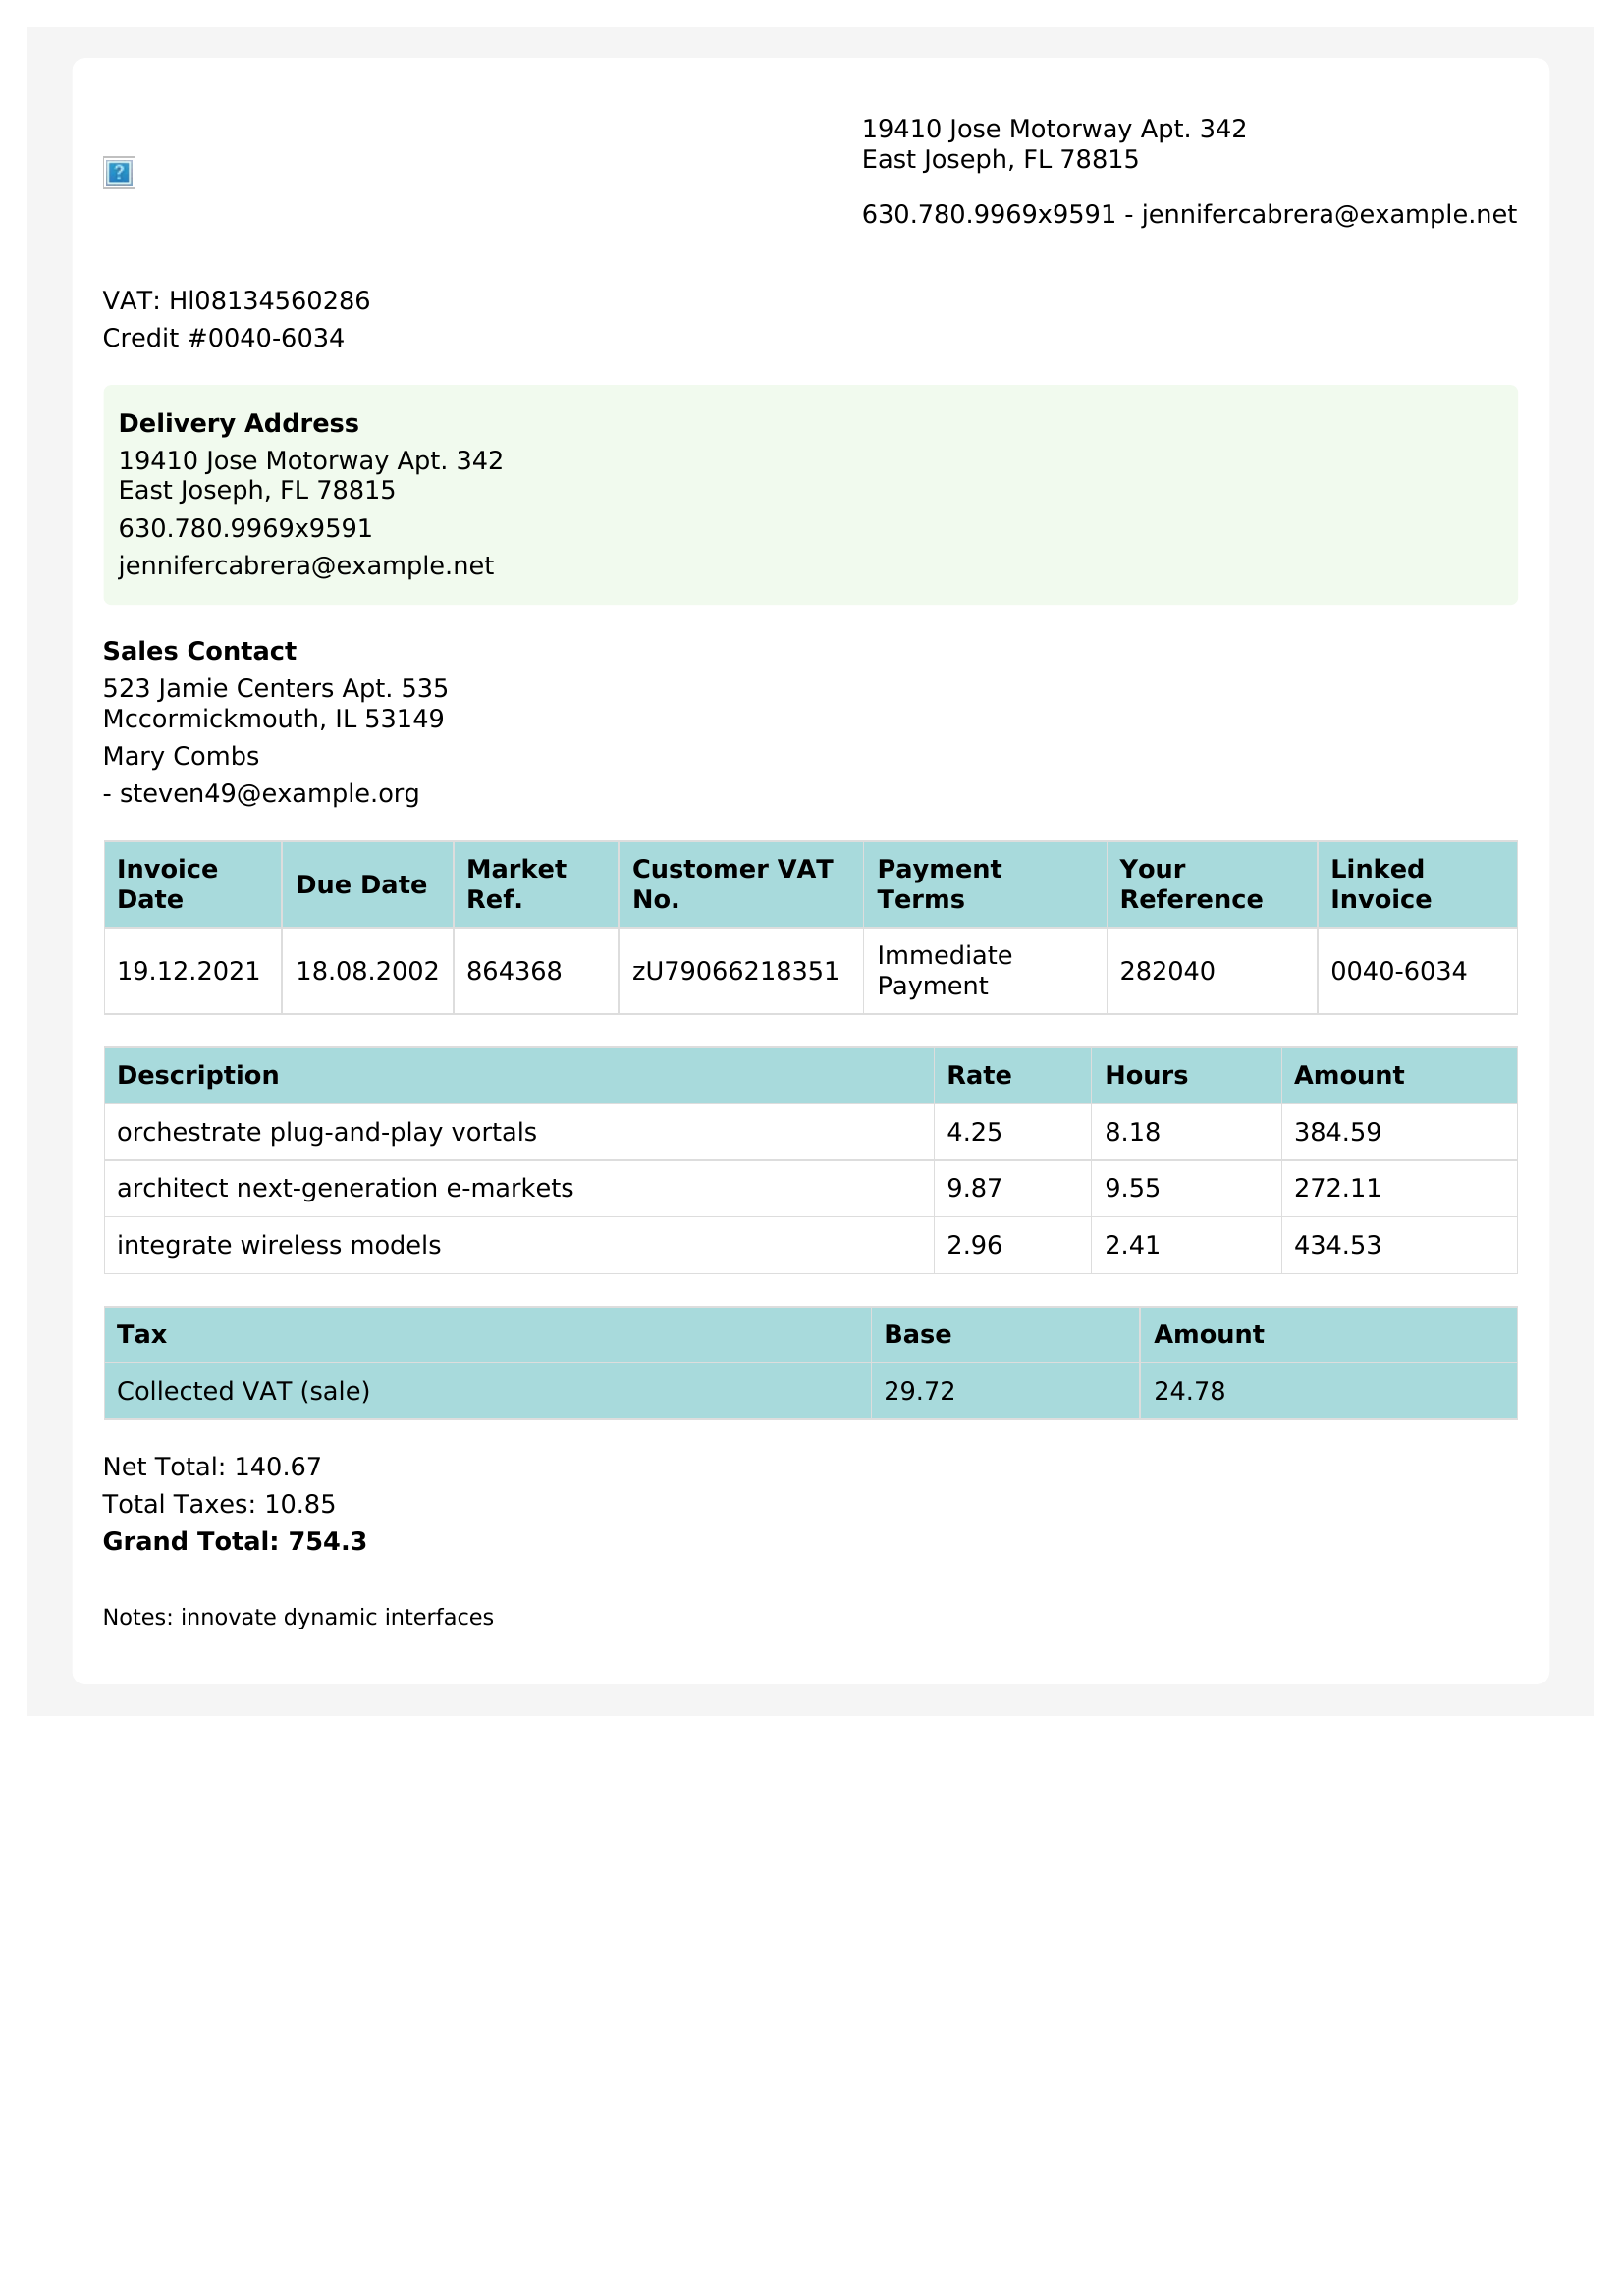 19410 Jose Motorway Apt. 342
East Joseph, FL 78815
630.780.9969x9591 - jennifercabrera@example.net
VAT: Hl08134560286
Credit #0040-6034
Delivery Address
19410 Jose Motorway Apt. 342
East Joseph, FL 78815
630.780.9969x9591
jennifercabrera@example.net
Sales Contact
523 Jamie Centers Apt. 535
Mccormickmouth, IL 53149
Mary Combs
- steven49@example.org
Invoice Date Due Date Market Ref. Customer VAT No. Payment Terms Your Reference Linked Invoice
19.12.2021 18.08.2002 864368 zU79066218351 Immediate Payment 282040 0040-6034
Description Rate Hours Amount
orchestrate plug-and-play vortals 4.25 8.18 384.59
architect next-generation e-markets 9.87 9.55 272.11
integrate wireless models 2.96 2.41 434.53
Tax Base Amount
Collected VAT (sale) 29.72 24.78
Net Total: 140.67
Total Taxes: 10.85
Grand Total: 754.3
Notes: innovate dynamic interfaces